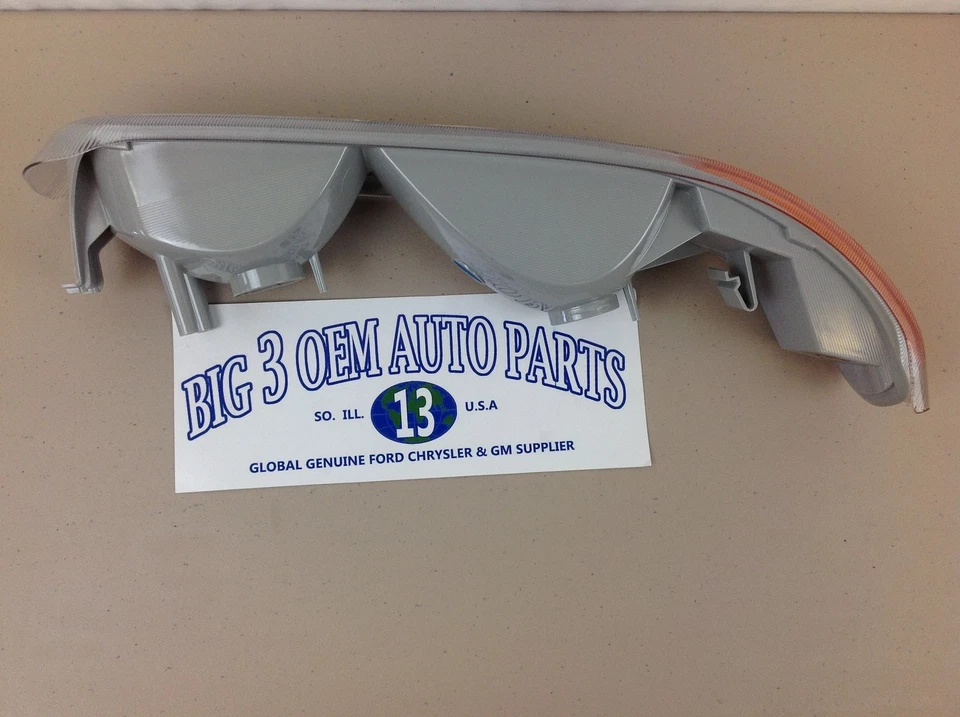 BIG 3 OEM AUTO PARTS
SO. ILL. 13 U.S.A
GLOBAL GENUINE FORD CHRYSLER & GM SUPPLIER